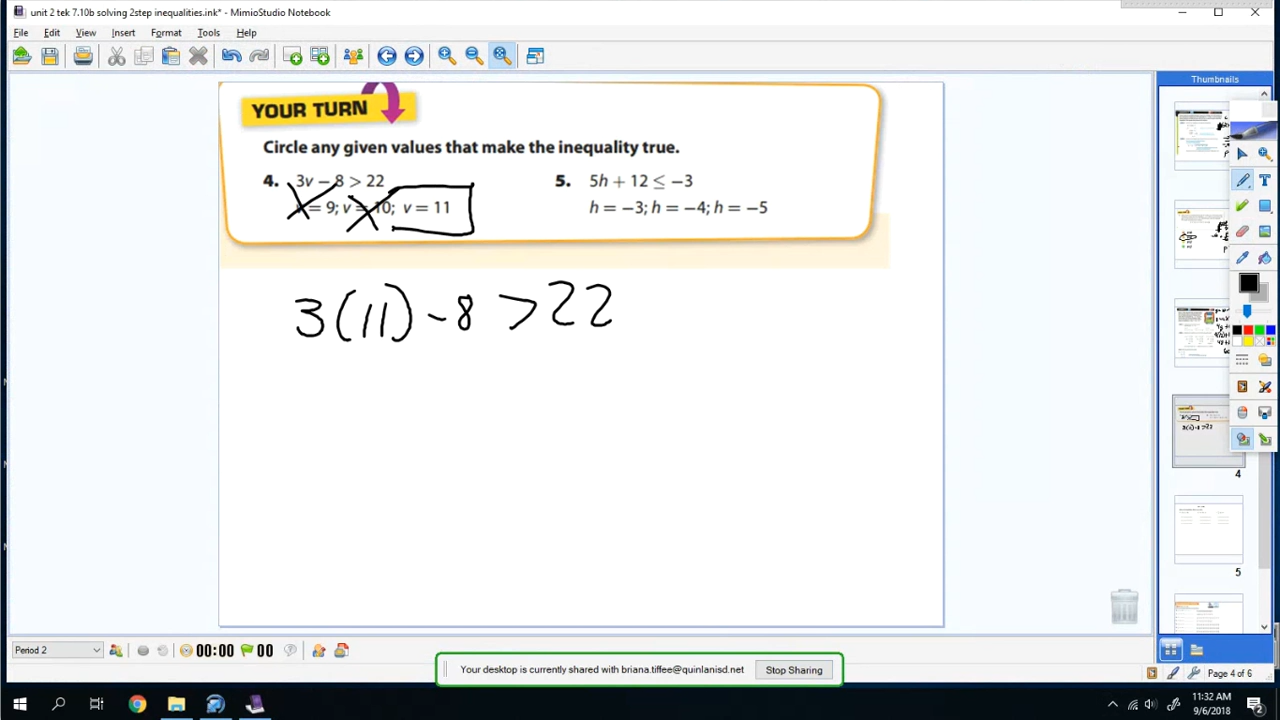 unit 2 tek 7.10b solving 2step inequalities.ink* - MimioStudio Notebook
File Edit View Insert Format Tools Help
Thumbnails
YOUR TURN
Circle any given values that make the inequality true.
4. 3v − 8 > 22
= 9; v = 10; v = 11
5. 5h + 12 ≤ −3
h = −3; h = −4; h = −5
3(11) - 8 > 22
4
5
Period 2
00:00
00
Page 4 of 6
Your desktop is currently shared with briana.tiffee@quinlanisd.net
Stop Sharing
11:32 AM
9/6/2018
2